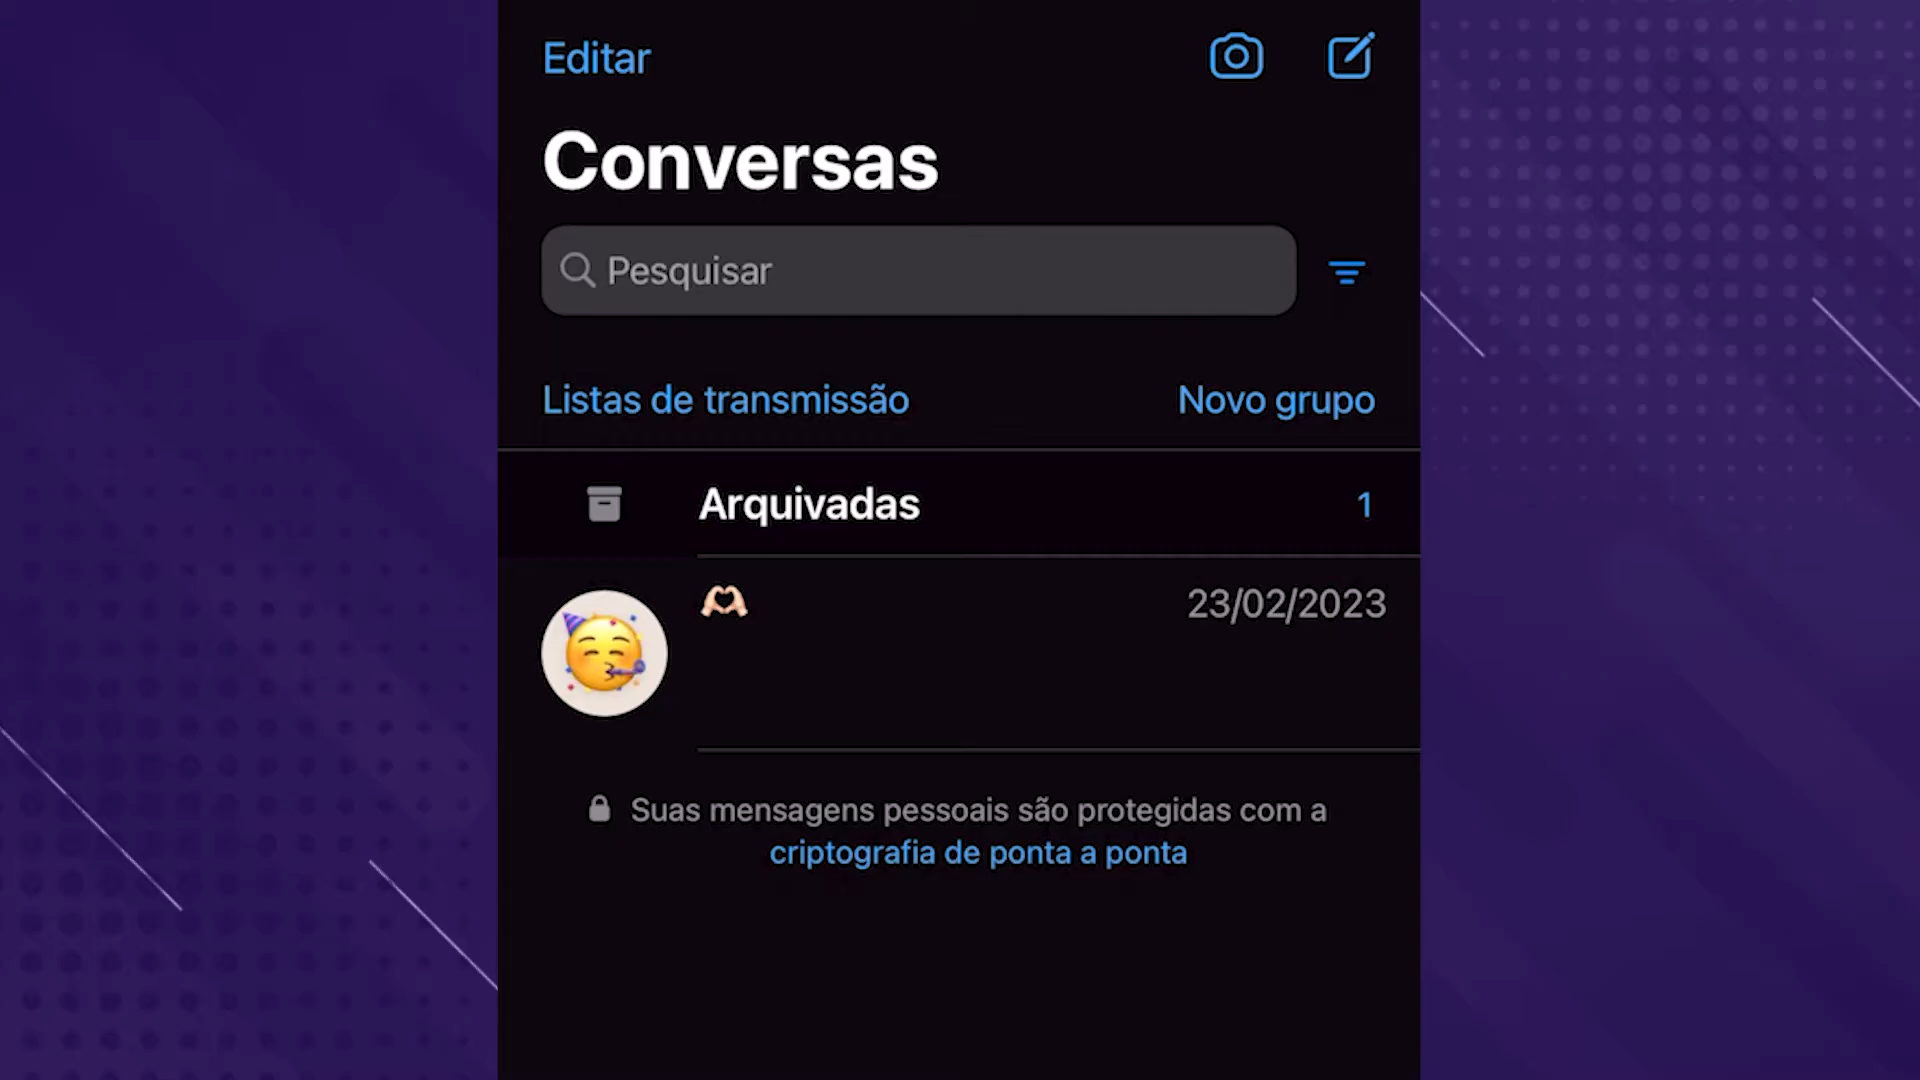 Editar
Conversas
Pesquisar
Listas de transmissão
Novo grupo
Arquivadas
1
🫶🏻
23/02/2023
Suas mensagens pessoais são protegidas com a
criptografia de ponta a ponta